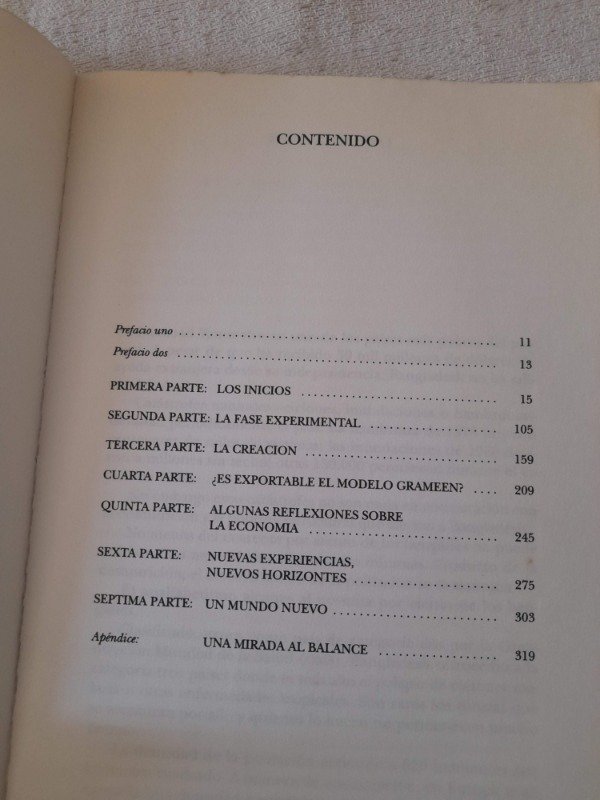 CONTENIDO
Prefacio uno ........ 11
Prefacio dos ........ 13
PRIMERA PARTE: LOS INICIOS ........ 15
SEGUNDA PARTE: LA FASE EXPERIMENTAL ........ 105
TERCERA PARTE: LA CREACION ........ 159
CUARTA PARTE: ¿ES EXPORTABLE EL MODELO GRAMEEN? .... 209
QUINTA PARTE: ALGUNAS REFLEXIONES SOBRE
LA ECONOMIA ........ 245
SEXTA PARTE: NUEVAS EXPERIENCIAS,
NUEVOS HORIZONTES ........ 275
SEPTIMA PARTE: UN MUNDO NUEVO ........ 303
Apéndice: UNA MIRADA AL BALANCE ........ 319